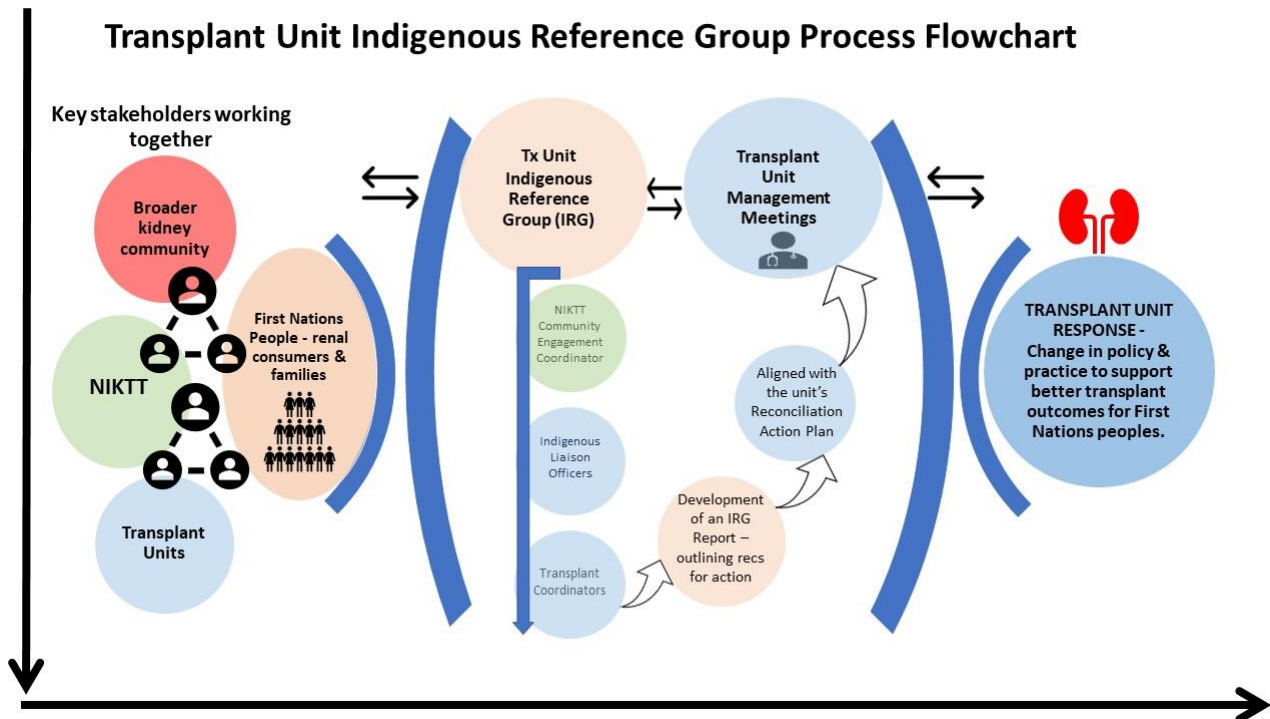 Transplant Unit Indigenous Reference Group Process Flowchart
Key stakeholders working
together
Broader
kidney
community
NIKTT
First Nations
People - renal
consumers &
families
Transplant
Units
Tx Unit
Indigenous
Reference
Group (IRG)
NIKTT
Community
Engagement
Coordinator
Indigenous
Liaison
Officers
Transplant
Coordinators
Development
of an IRG
Report –
outlining recs
for action
Aligned with
the unit’s
Reconciliation
Action Plan
Transplant
Unit
Management
Meetings
TRANSPLANT UNIT
RESPONSE -
Change in policy &
practice to support
better transplant
outcomes for First
Nations peoples.